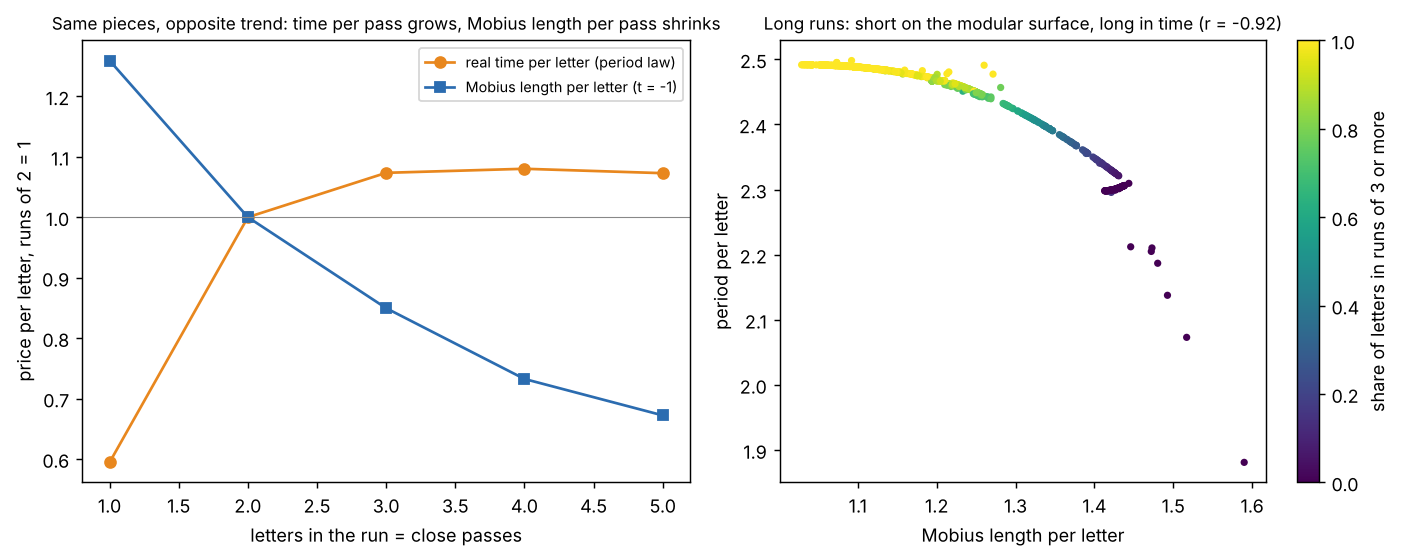 Same pieces, opposite trend: time per pass grows, Mobius length per pass shrinks
real time per letter (period law)
Mobius length per letter (t = -1)
price per letter, runs of 2 = 1
1.2
1.1
1.0
0.9
0.8
0.7
0.6
1.0 1.5 2.0 2.5 3.0 3.5 4.0 4.5 5.0
letters in the run = close passes
Long runs: short on the modular surface, long in time (r = -0.92)
period per letter
2.5
2.4
2.3
2.2
2.1
2.0
1.9
1.1 1.2 1.3 1.4 1.5 1.6
Mobius length per letter
1.0
0.8
0.6
0.4
0.2
0.0
share of letters in runs of 3 or more